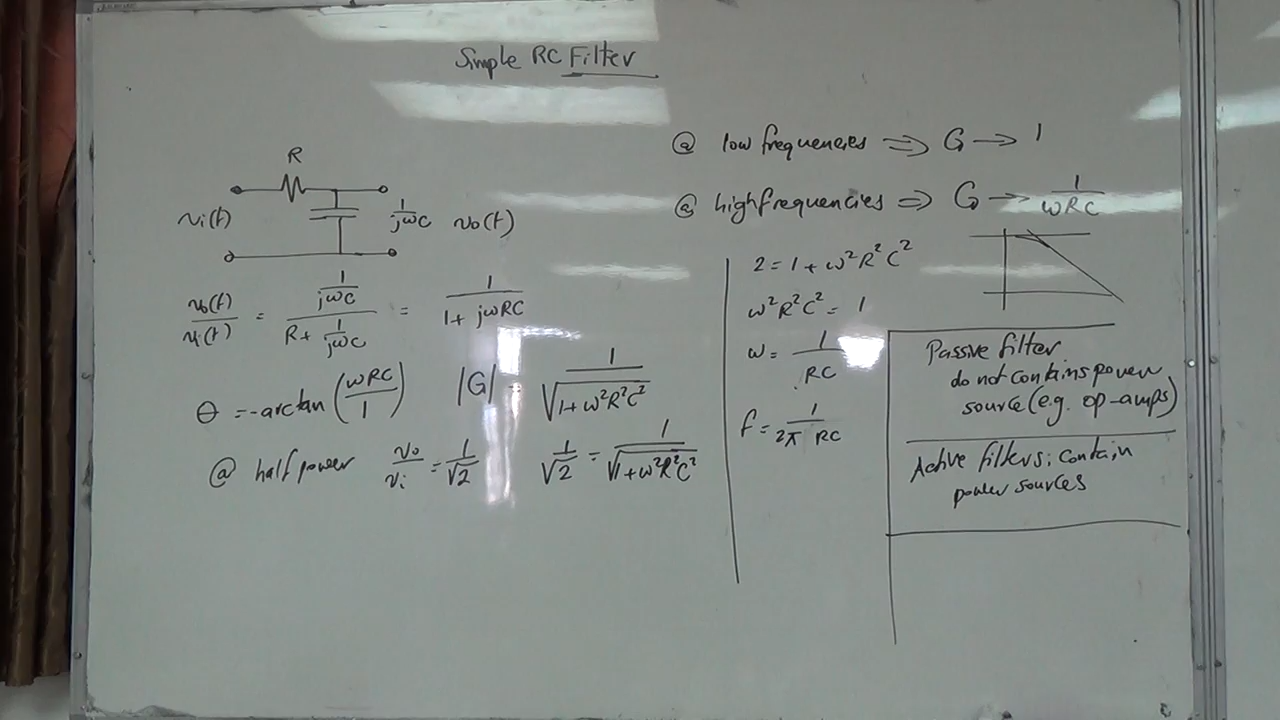 Simple RC Filter
R
vi(t)
1/jωC
vo(t)
vo(t)/vi(t) = (1/jωC)/(R + 1/jωC) = 1/(1 + jωRC)
θ = -arctan(ωRC/1)
|G| = 1/√(1+ω²R²C²)
@ half power vo/vi = 1/√2
1/√2 = 1/√(1+ω²R²C²)
@ low frequencies ⇒ G → 1
@ high frequencies ⇒ G → 1/ωRC
2 = 1 + ω²R²C²
ω²R²C² = 1
ω = 1/RC
f = 1/2π RC
Passive filter
do not contains power
source (e.g. op-amps)
Active filters: contain
power sources